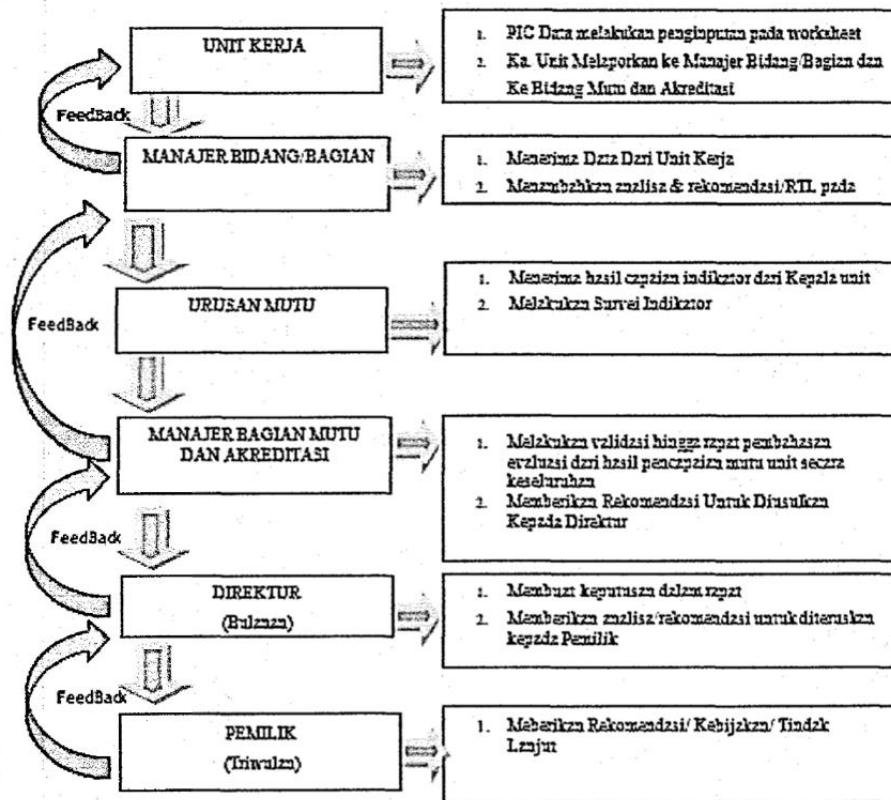 UNIT KERJA
1. PIC Data melakukan penginputan pada worksheet
2. Ka. Unit Melaporkan ke Manajer Bidang/Bagian dan
Ke Bidang Mutu dan Akreditasi
FeedBack
MANAJER BIDANG/BAGIAN
1. Menerima Data Dari Unit Kerja
2. Menambahkan analisa & rekomendasi/RTL pada
FeedBack
URUSAN MUTU
1. Menerima hasil capaian indikator dari Kepala unit
2. Melakukan Survei Indikator
MANAJER BAGIAN MUTU
DAN AKREDITASI
1. Melakukan validasi hingga rapat pembahasan
evaluasi dari hasil pencapaian mutu unit secara
keseluruhan
2. Memberikan Rekomendasi Untuk Diusulkan
Kepada Direktur
FeedBack
DIREKTUR
(Bulanan)
1. Membuat keputusan dalam rapat
2. Memberikan analisa/rekomendasi untuk diteruskan
kepada Pemilik
FeedBack
PEMILIK
(Triwulan)
1. Meberikan Rekomendasi/ Kebijakan/ Tindak
Lanjut